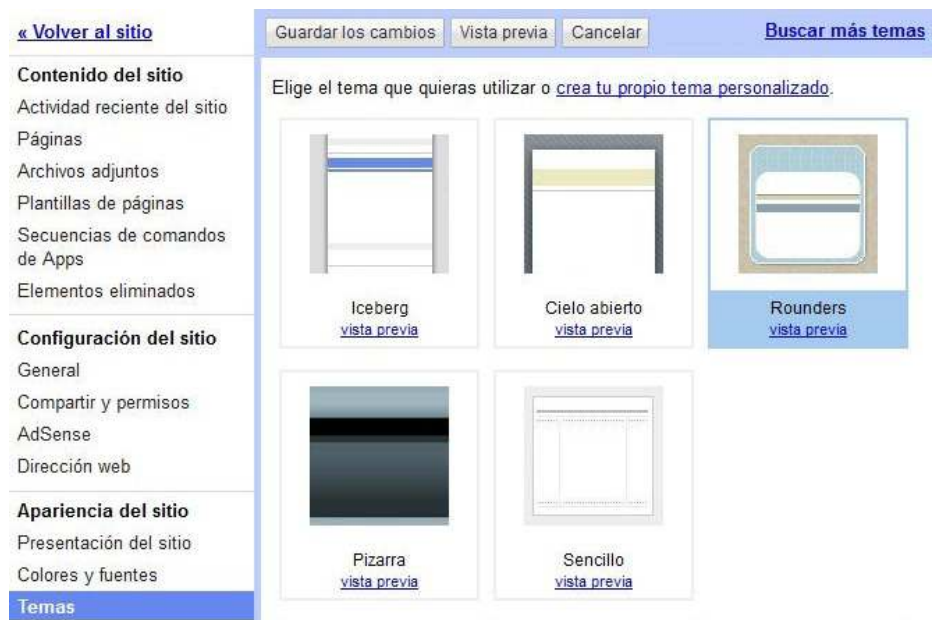 « Volver al sitio
Guardar los cambios Vista previa Cancelar Buscar más temas
Contenido del sitio
Actividad reciente del sitio
Páginas
Archivos adjuntos
Plantillas de páginas
Secuencias de comandos
de Apps
Elementos eliminados
Configuración del sitio
General
Compartir y permisos
AdSense
Dirección web
Apariencia del sitio
Presentación del sitio
Colores y fuentes
Temas
Elige el tema que quieras utilizar o crea tu propio tema personalizado.
Iceberg
vista previa
Cielo abierto
vista previa
Rounders
vista previa
Pizarra
vista previa
Sencillo
vista previa